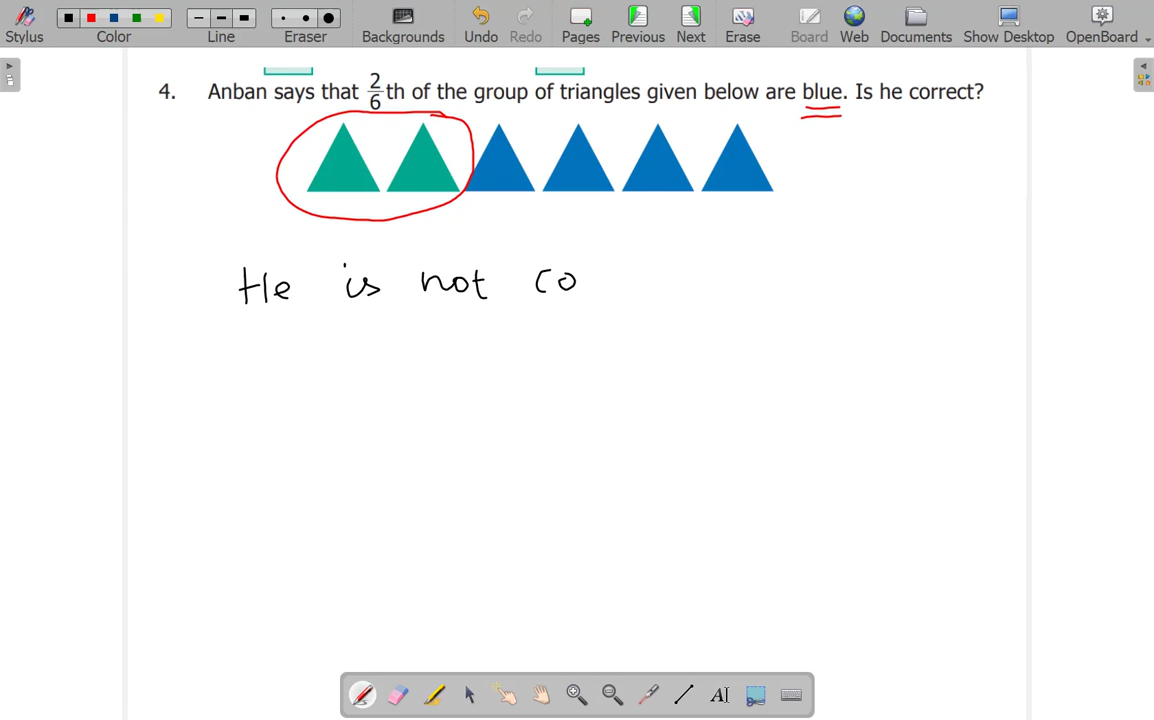 Stylus Color Line Eraser Backgrounds Undo Redo Pages Previous Next Erase Board Web Documents Show Desktop OpenBoard
4. Anban says that 2/6th of the group of triangles given below are blue. Is he correct?
He is not co